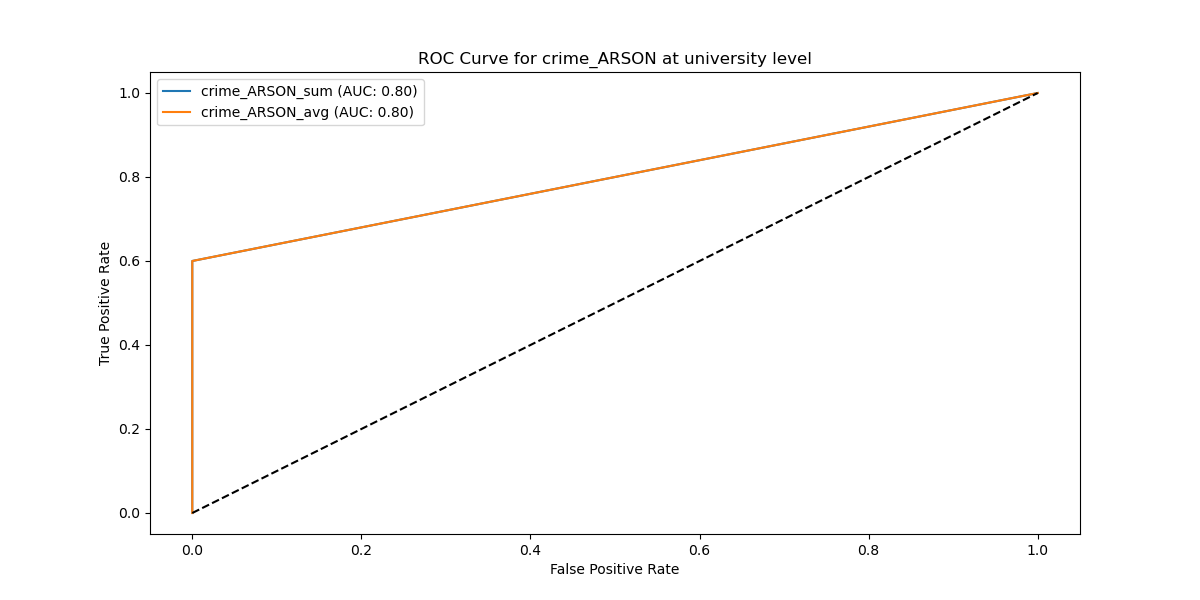 ROC Curve for crime_ARSON at university level
crime_ARSON_sum (AUC: 0.80)
crime_ARSON_avg (AUC: 0.80)
True Positive Rate
1.0
0.8
0.6
0.4
0.2
0.0
0.0 0.2 0.4 0.6 0.8 1.0
False Positive Rate